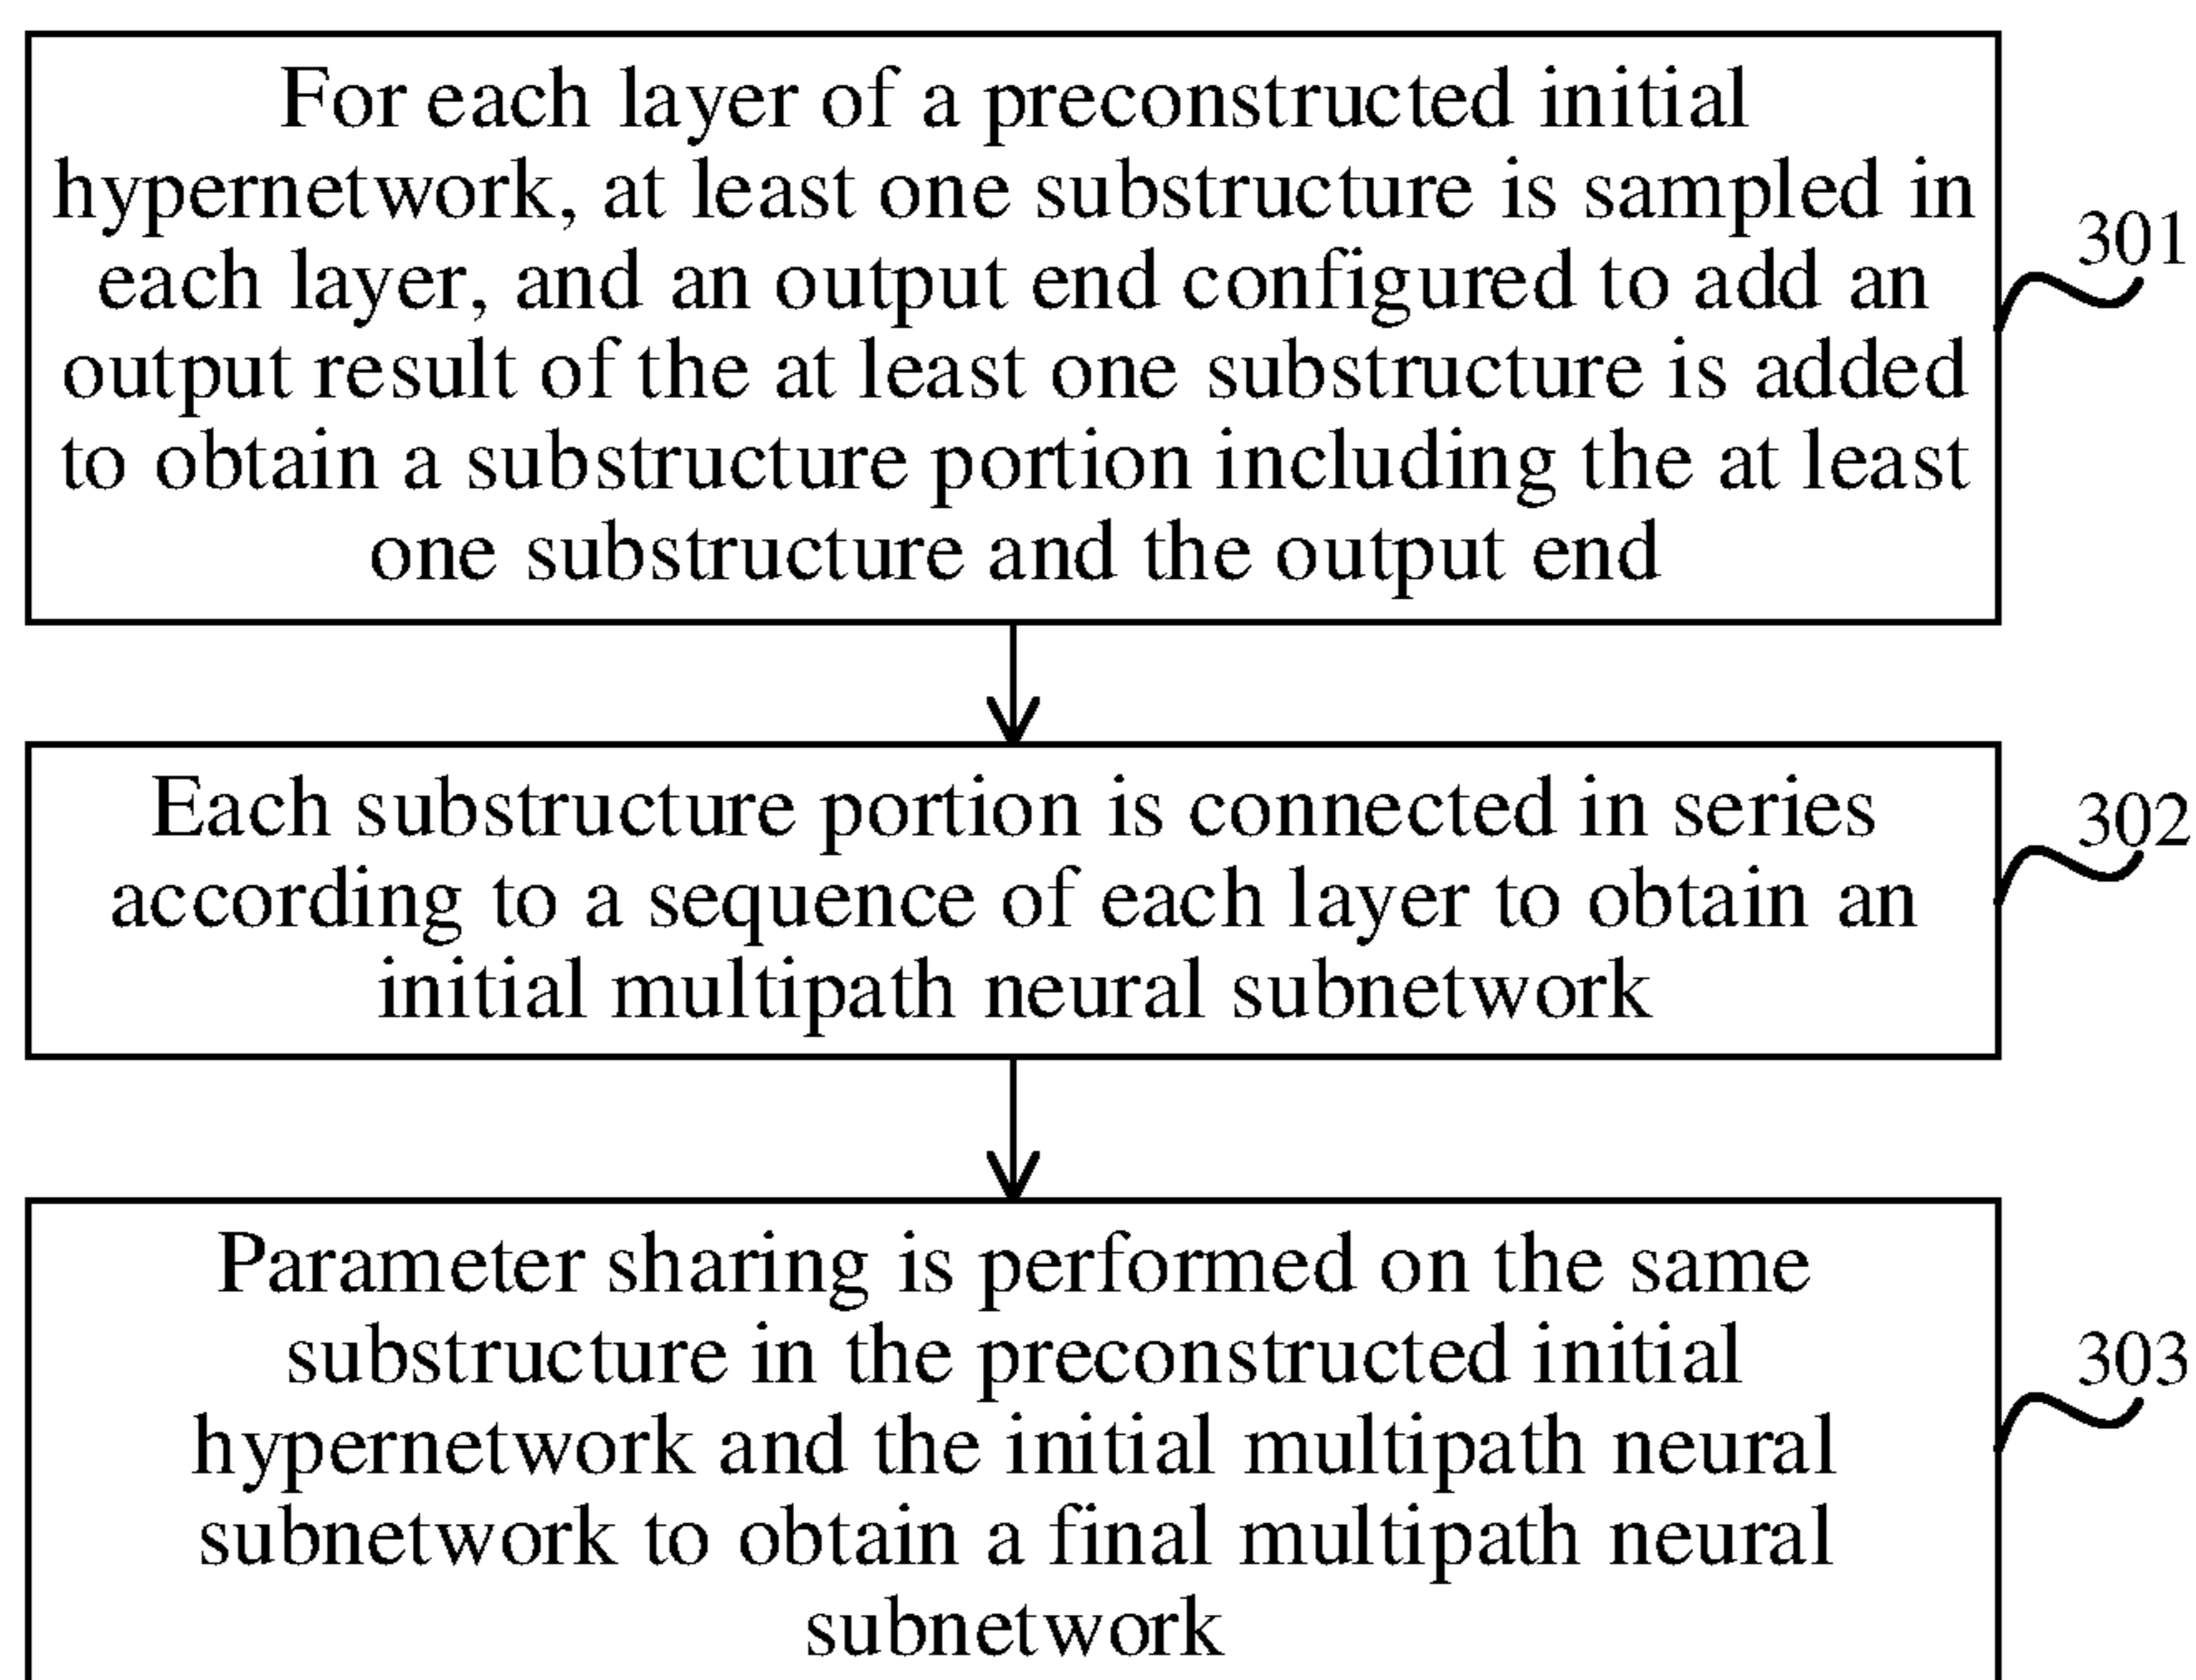 For each layer of a preconstructed initial
hypernetwork, at least one substructure is sampled in
each layer, and an output end configured to add an
output result of the at least one substructure is added
to obtain a substructure portion including the at least
one substructure and the output end
301
Each substructure portion is connected in series
according to a sequence of each layer to obtain an
initial multipath neural subnetwork
302
Parameter sharing is performed on the same
substructure in the preconstructed initial
hypernetwork and the initial multipath neural
subnetwork to obtain a final multipath neural
subnetwork
303